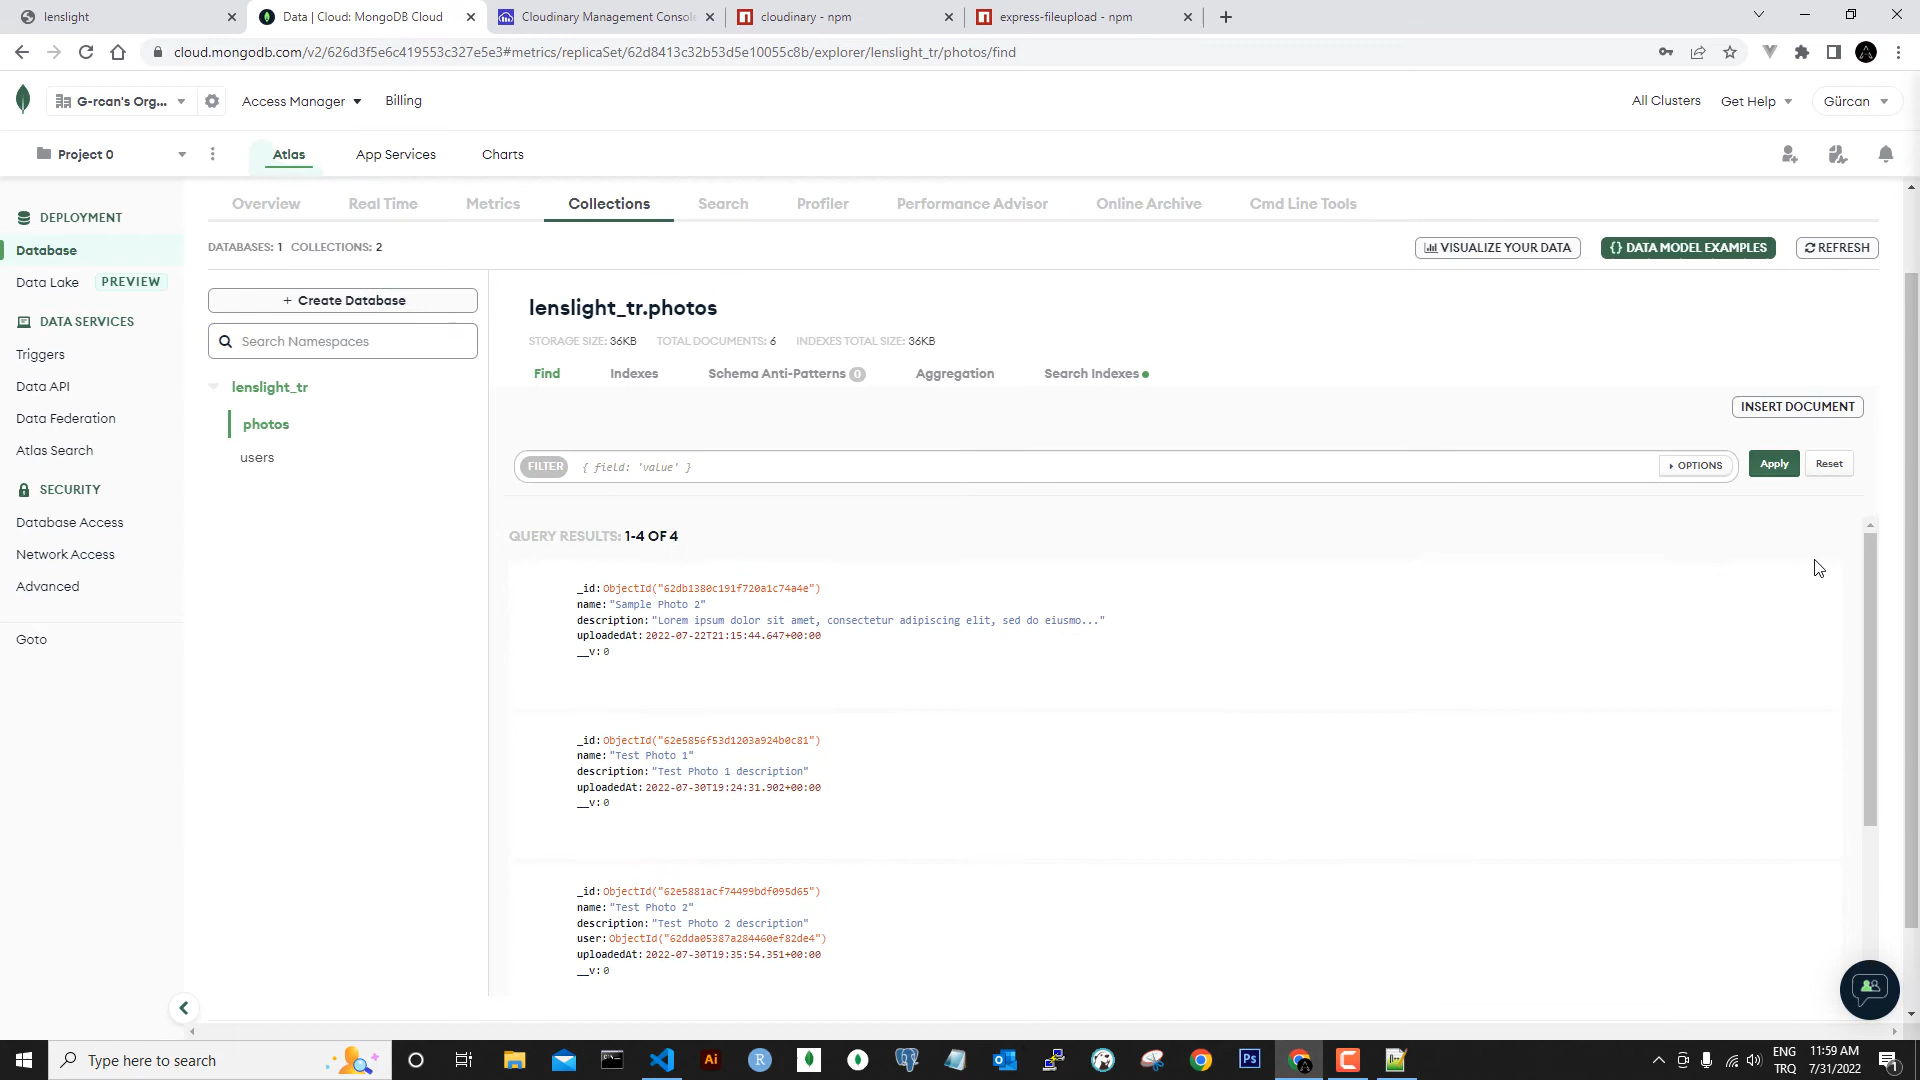 lenslight
Data | Cloud: MongoDB Cloud
Cloudinary Management Consol
cloudinary - npm
express-fileupload - npm
cloud.mongodb.com/v2/626d3f5e6c419553c327e5e3#metrics/replicaSet/62d8413c32b53d5e10055c8b/explorer/lenslight_tr/photos/find
G-rcan's Org...
Access Manager
Billing
All Clusters
Get Help
Gürcan
Project 0
Atlas
App Services
Charts
DEPLOYMENT
Database
Data Lake
PREVIEW
DATA SERVICES
Triggers
Data API
Data Federation
Atlas Search
SECURITY
Database Access
Network Access
Advanced
Goto
Overview
Real Time
Metrics
Collections
Search
Profiler
Performance Advisor
Online Archive
Cmd Line Tools
DATABASES: 1 COLLECTIONS: 2
VISUALIZE YOUR DATA
{} DATA MODEL EXAMPLES
REFRESH
+ Create Database
Search Namespaces
lenslight_tr
photos
users
lenslight_tr.photos
STORAGE SIZE: 36KB TOTAL DOCUMENTS: 6 INDEXES TOTAL SIZE: 36KB
Find
Indexes
Schema Anti-Patterns 0
Aggregation
Search Indexes
INSERT DOCUMENT
FILTER { field: 'value' }
OPTIONS
Apply
Reset
QUERY RESULTS: 1-4 OF 4
_id: ObjectId("62db1380c191f720a1c74a4e")
name: "Sample Photo 2"
description: "Lorem ipsum dolor sit amet, consectetur adipiscing elit, sed do eiusmo..."
uploadedAt: 2022-07-22T21:15:44.647+00:00
__v: 0
_id: ObjectId("62e5856f53d1203a924b0c81")
name: "Test Photo 1"
description: "Test Photo 1 description"
uploadedAt: 2022-07-30T19:24:31.902+00:00
__v: 0
_id: ObjectId("62e5881acf74499bdf095d65")
name: "Test Photo 2"
description: "Test Photo 2 description"
user: ObjectId("62dda05387a284460ef82de4")
uploadedAt: 2022-07-30T19:35:54.351+00:00
__v: 0
Type here to search
Ai
R
Ps
ENG
TRQ
11:59 AM
7/31/2022
1